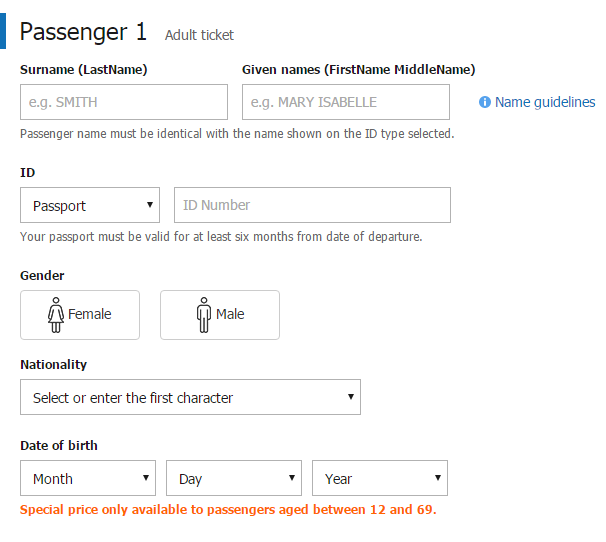 Passenger 1 Adult ticket
Surname (LastName) Given names (FirstName MiddleName)
e.g. SMITH e.g. MARY ISABELLE Name guidelines
Passenger name must be identical with the name shown on the ID type selected.
ID
Passport ID Number
Your passport must be valid for at least six months from date of departure.
Gender
Female Male
Nationality
Select or enter the first character
Date of birth
Month Day Year
Special price only available to passengers aged between 12 and 69.